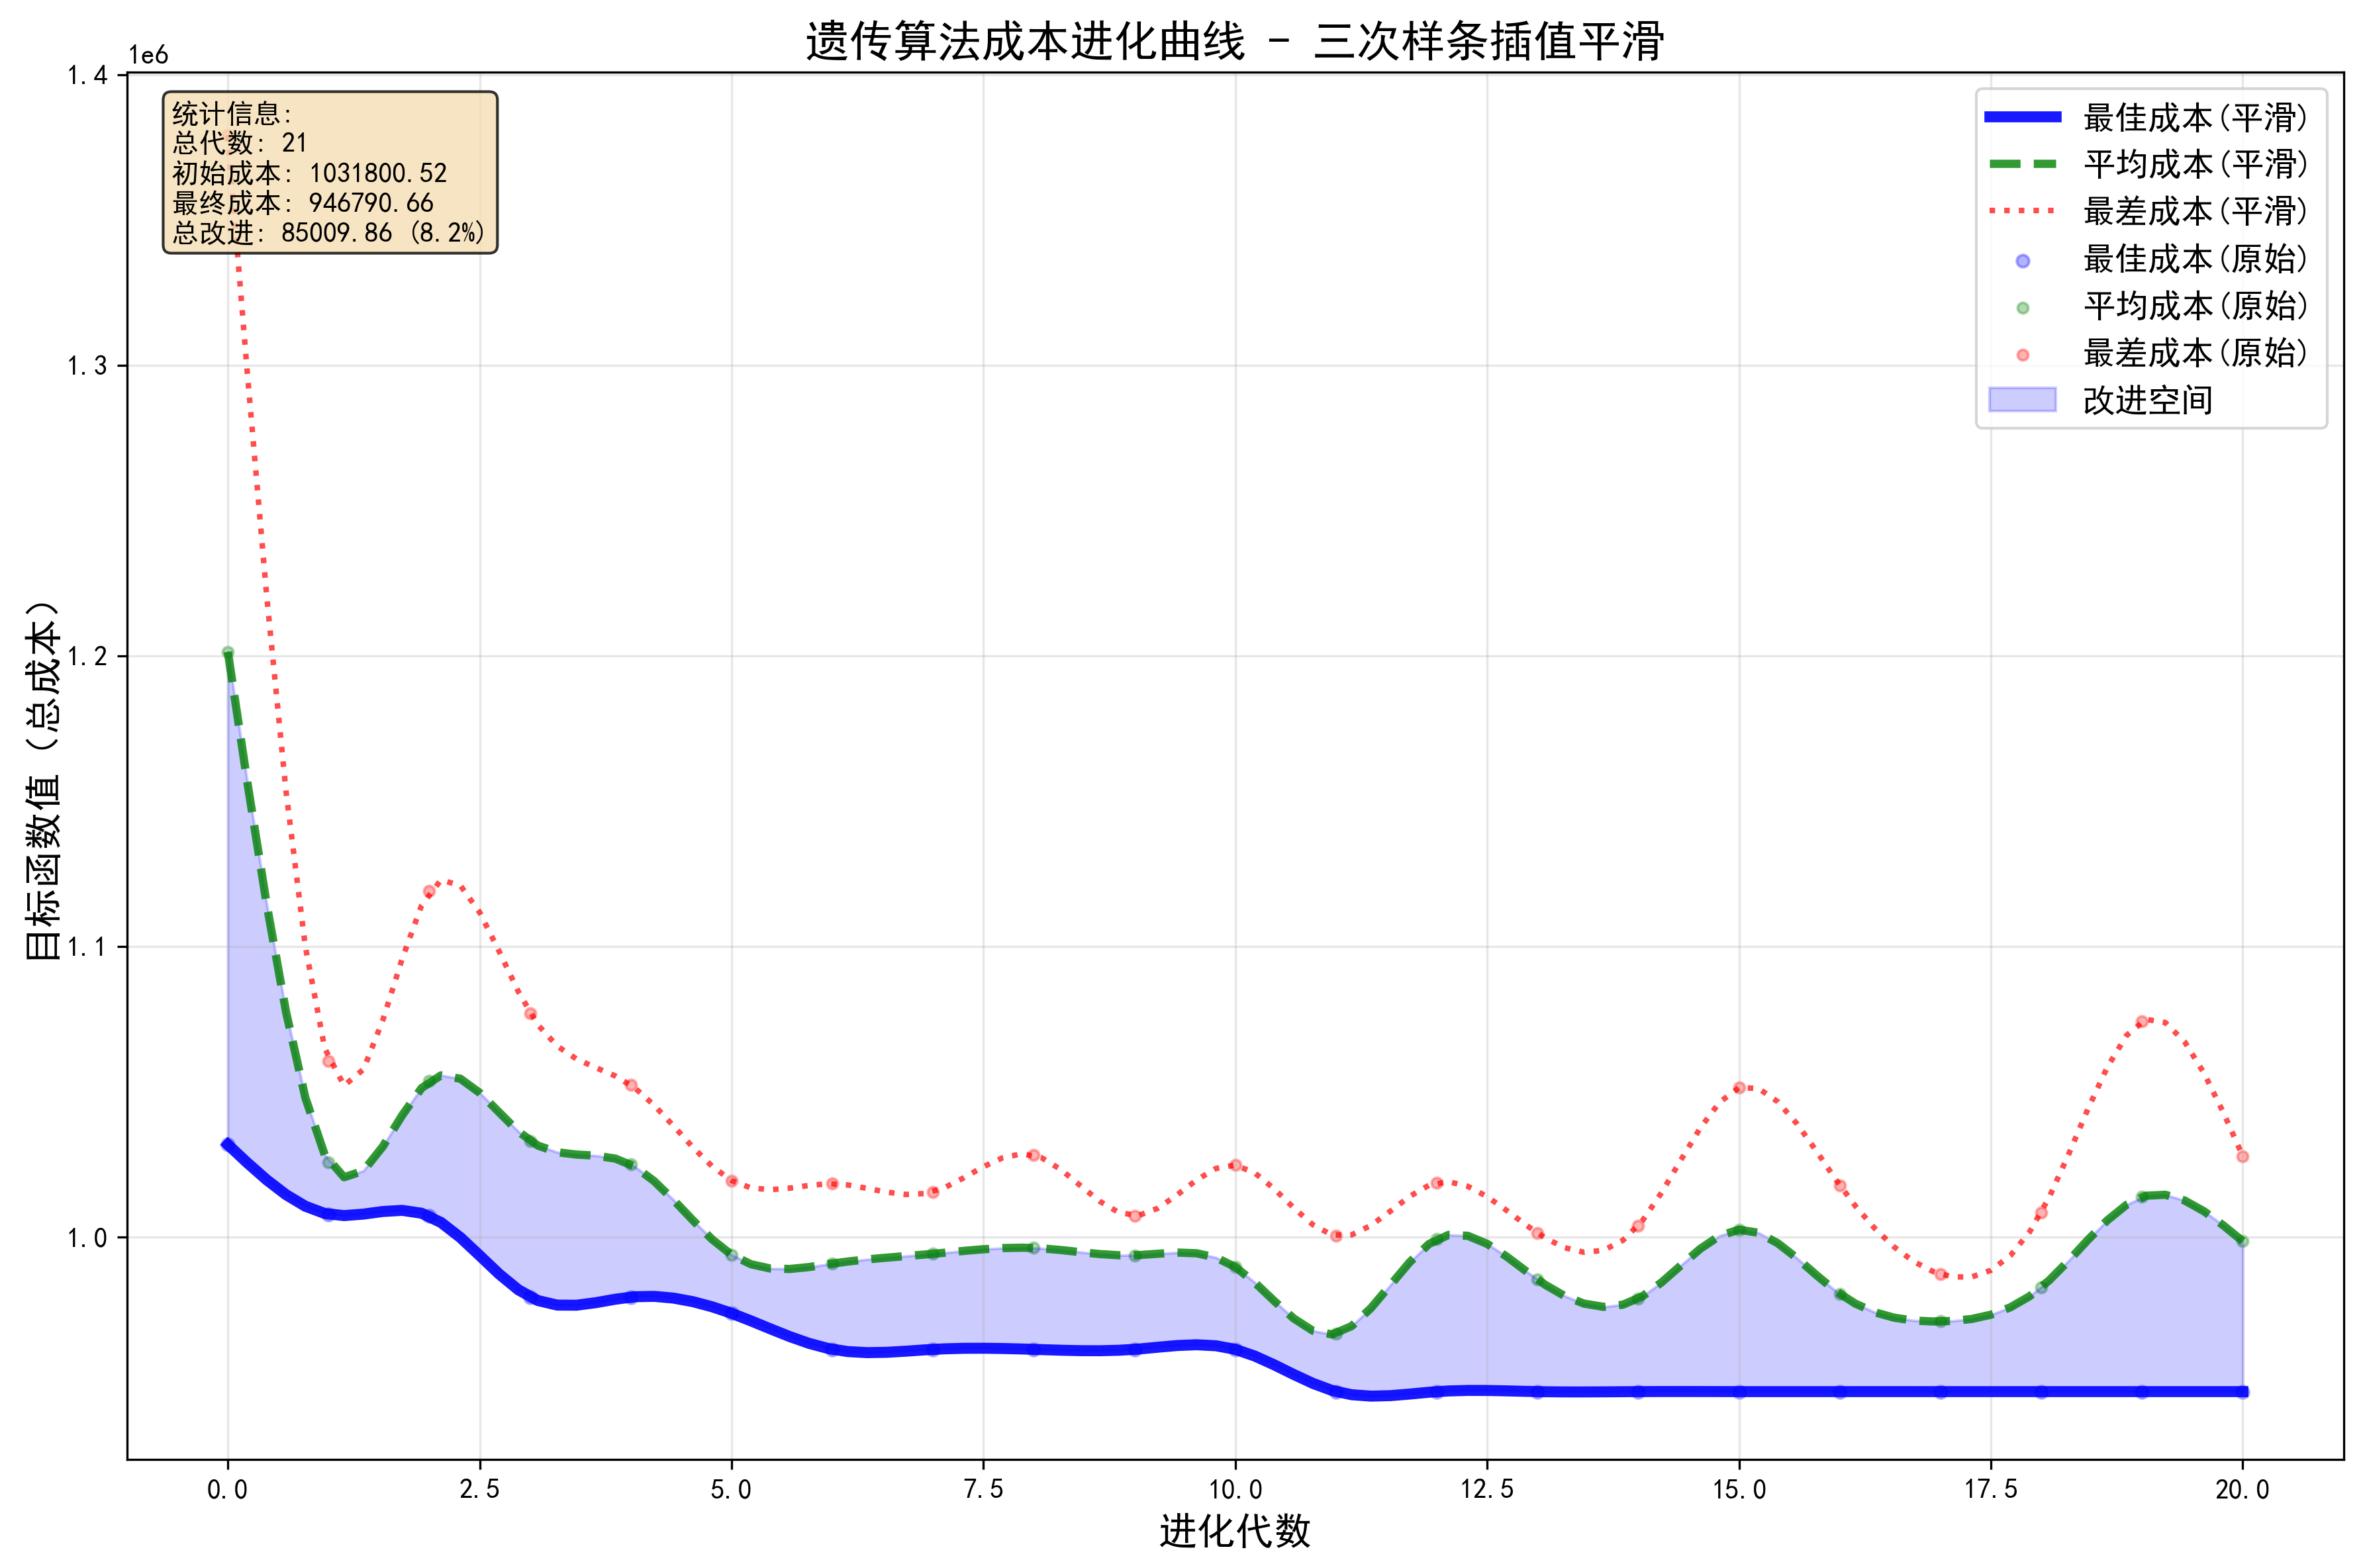 遗传算法成本进化曲线 - 三次样条插值平滑
1e6
1.4
1.3
1.2
1.1
1.0
目标函数值 (总成本)
统计信息:
总代数: 21
初始成本: 1031800.52
最终成本: 946790.66
总改进: 85009.86 (8.2%)
最佳成本(平滑)
平均成本(平滑)
最差成本(平滑)
最佳成本(原始)
平均成本(原始)
最差成本(原始)
改进空间
0.0 2.5 5.0 7.5 10.0 12.5 15.0 17.5 20.0
进化代数